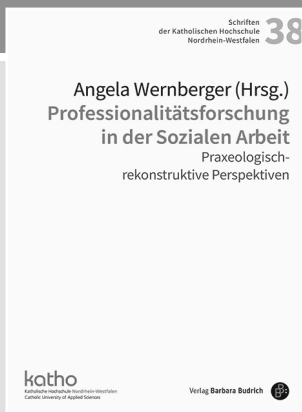 Schriften
der Katholischen Hochschule
Nordrhein-Westfalen
38
Angela Wernberger (Hrsg.)
Professionalitätsforschung
in der Sozialen Arbeit
Praxeologisch-
rekonstruktive Perspektiven
katho
Katholische Hochschule Nordrhein-Westfalen
Catholic University of Applied Sciences
Verlag Barbara Budrich